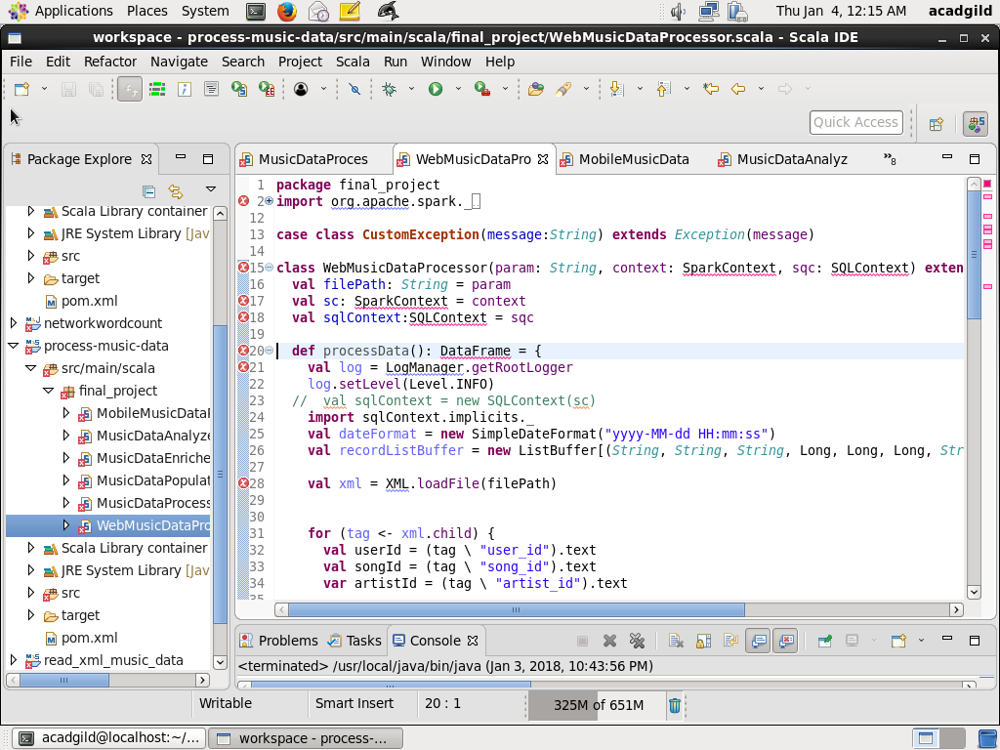 Applications Places System Thu Jan 4, 12:15 AM acadgild
workspace - process-music-data/src/main/scala/final_project/WebMusicDataProcessor.scala - Scala IDE
File Edit Refactor Navigate Search Project Scala Run Window Help
Quick Access
Package Explore
Scala Library container
JRE System Library [Jav
src
target
pom.xml
networkwordcount
process-music-data
src/main/scala
final_project
MobileMusicDataP
MusicDataAnalyze
MusicDataEnriche
MusicDataPopulat
MusicDataProcess
WebMusicDataPro
Scala Library container
JRE System Library [Jav
src
target
pom.xml
read_xml_music_data
MusicDataProces WebMusicDataPro MobileMusicData MusicDataAnalyz »8
1 package final_project
2 import org.apache.spark._
12
13 case class CustomException(message:String) extends Exception(message)
14
15 class WebMusicDataProcessor(param: String, context: SparkContext, sqc: SQLContext) exten
16 val filePath: String = param
17 val sc: SparkContext = context
18 val sqlContext:SQLContext = sqc
19
20 def processData(): DataFrame = {
21 val log = LogManager.getRootLogger
22 log.setLevel(Level.INFO)
23 // val sqlContext = new SQLContext(sc)
24 import sqlContext.implicits._
25 val dateFormat = new SimpleDateFormat("yyyy-MM-dd HH:mm:ss")
26 val recordListBuffer = new ListBuffer[(String, String, String, Long, Long, Long, Str
27
28 val xml = XML.loadFile(filePath)
29
30
31 for (tag <- xml.child) {
32 val userId = (tag \ "user_id").text
33 val songId = (tag \ "song_id").text
34 var artistId = (tag \ "artist_id").text
35
Problems Tasks Console
<terminated> /usr/local/java/bin/java (Jan 3, 2018, 10:43:56 PM)
Writable Smart Insert 20 : 1 325M of 651M
acadgild@localhost:~/... workspace - process-...